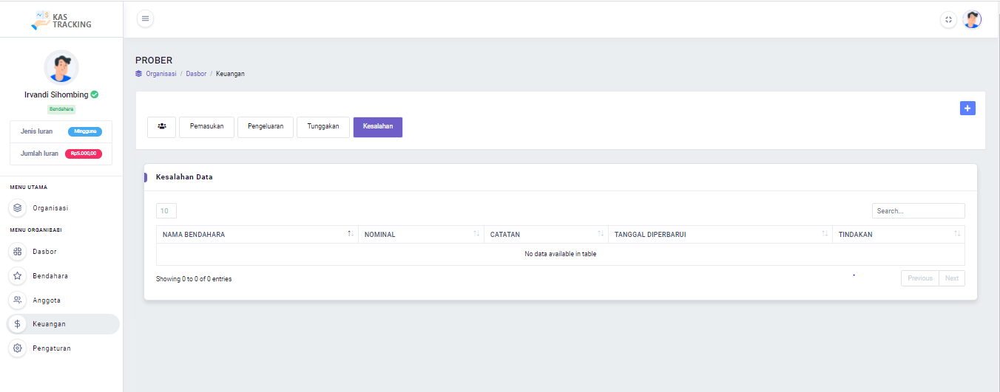 KAS
TRACKING
Irvandi Sihombing
Bendahara
Jenis Iuran Mingguna
Jumlah Iuran Rp5.000,00
MENU UTAMA
Organisasi
MENU ORGANISASI
Dasbor
Bendahara
Anggota
Keuangan
Pengaturan
PROBER
Organisasi / Dasbor / Keuangan
Pemasukan Pengeluaran Tunggakan Kesalahan
Kesalahan Data
10 Search...
NAMA BENDAHARA NOMINAL CATATAN TANGGAL DIPERBARUI TINDAKAN
No data available in table
Showing 0 to 0 of 0 entries
Previous Next